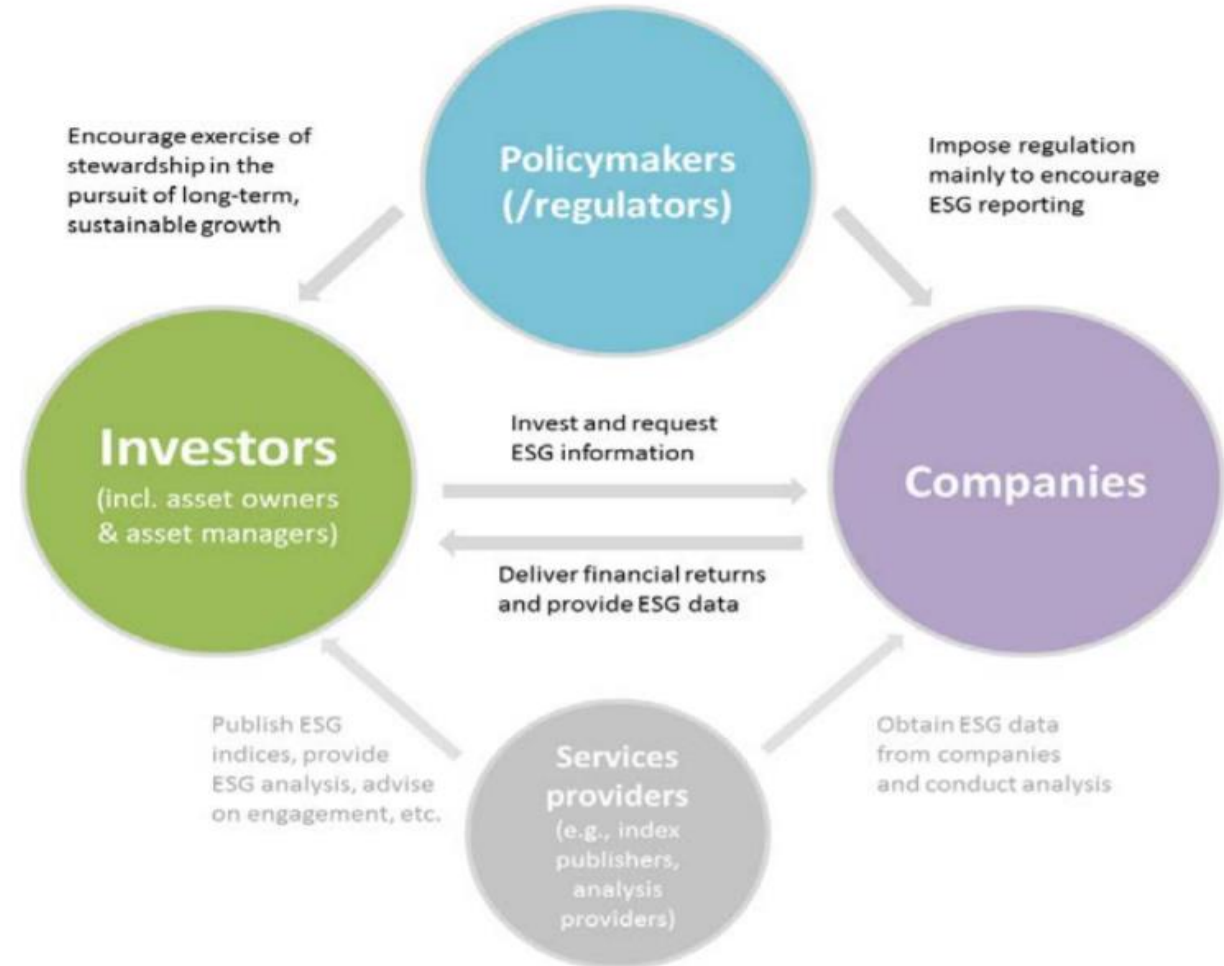 Encourage exercise of
stewardship in the
pursuit of long-term,
sustainable growth
Policymakers
(/regulators)
Impose regulation
mainly to encourage
ESG reporting
Investors
(incl. asset owners
& asset managers)
Invest and request
ESG information
Deliver financial returns
and provide ESG data
Companies
Publish ESG
indices, provide
ESG analysis, advise
on engagement, etc.
Services
providers
(e.g., index
publishers,
analysis
providers)
Obtain ESG data
from companies
and conduct analysis